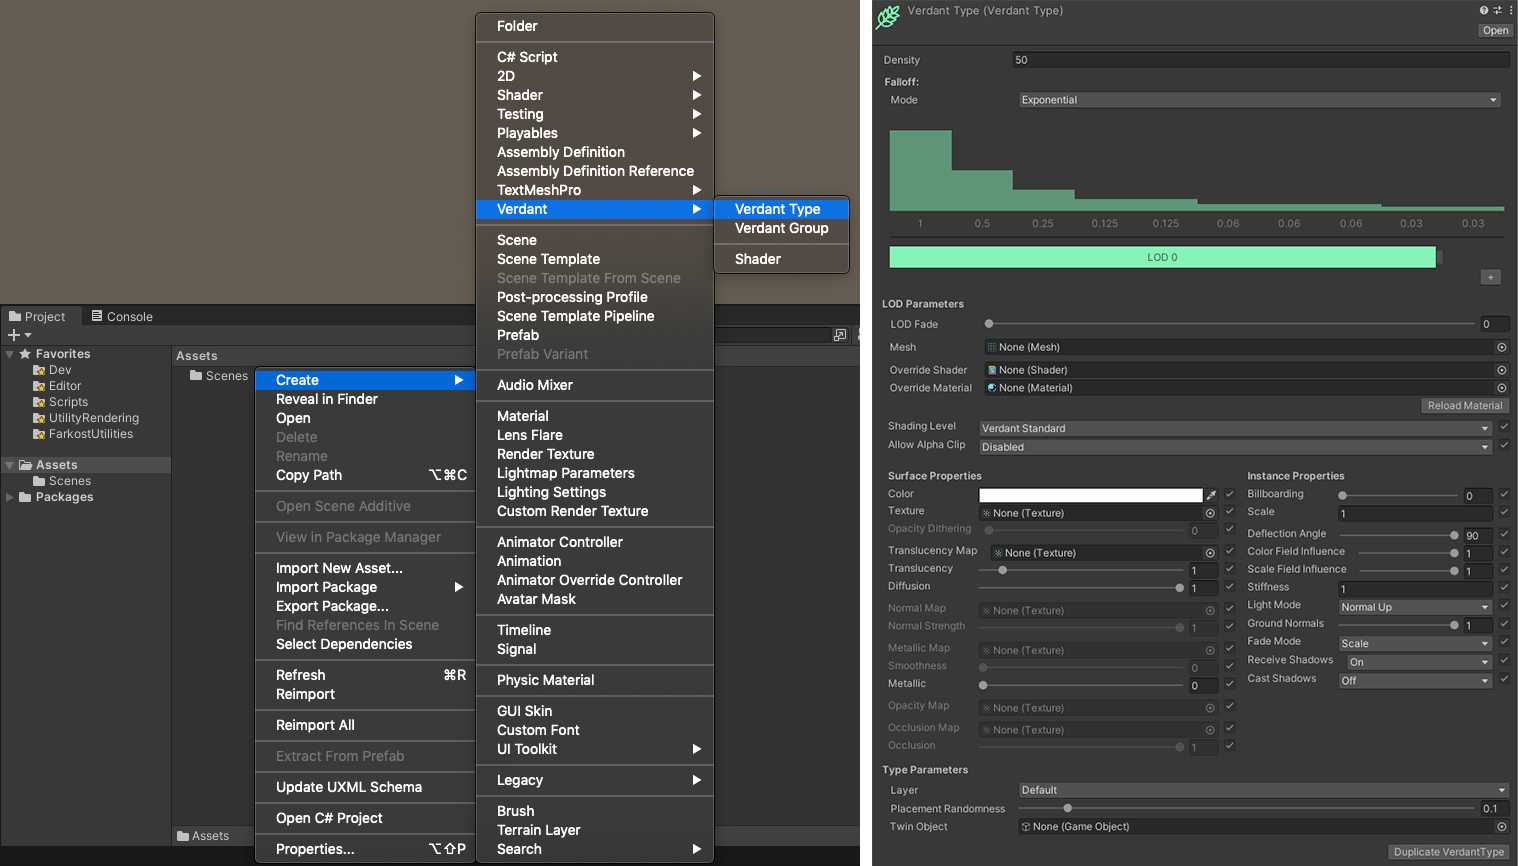 Project
Console
Favorites
Dev
Editor
Scripts
UtilityRendering
FarkostUtilities
Assets
Scenes
Packages
Assets
Scenes
Assets
Create
Reveal in Finder
Open
Delete
Rename
Copy Path ⌥⌘C
Open Scene Additive
View in Package Manager
Import New Asset...
Import Package
Export Package...
Find References In Scene
Select Dependencies
Refresh ⌘R
Reimport
Reimport All
Extract From Prefab
Update UXML Schema
Open C# Project
Properties... ⌥⇧P
Folder
C# Script
2D
Shader
Testing
Playables
Assembly Definition
Assembly Definition Reference
TextMeshPro
Verdant
Scene
Scene Template
Scene Template From Scene
Post-processing Profile
Scene Template Pipeline
Prefab
Prefab Variant
Audio Mixer
Material
Lens Flare
Render Texture
Lightmap Parameters
Lighting Settings
Custom Render Texture
Animator Controller
Animation
Animator Override Controller
Avatar Mask
Timeline
Signal
Physic Material
GUI Skin
Custom Font
UI Toolkit
Legacy
Brush
Terrain Layer
Search
Verdant Type
Verdant Group
Shader
Verdant Type (Verdant Type)
Open
Density 50
Falloff:
Mode Exponential
1 0.5 0.25 0.125 0.125 0.06 0.06 0.06 0.03 0.03
LOD 0
+
LOD Parameters
LOD Fade 0
Mesh None (Mesh)
Override Shader None (Shader)
Override Material None (Material)
Reload Material
Shading Level Verdant Standard
Allow Alpha Clip Disabled
Surface Properties
Color
Texture None (Texture)
Opacity Dithering 0
Translucency Map None (Texture)
Translucency 1
Diffusion 1
Normal Map None (Texture)
Normal Strength 1
Metallic Map None (Texture)
Smoothness 0
Metallic 0
Opacity Map None (Texture)
Occlusion Map None (Texture)
Occlusion 1
Instance Properties
Billboarding 0
Scale 1
Deflection Angle 90
Color Field Influence 1
Scale Field Influence 1
Stiffness 1
Light Mode Normal Up
Ground Normals 1
Fade Mode Scale
Receive Shadows On
Cast Shadows Off
Type Parameters
Layer Default
Placement Randomness 0.1
Twin Object None (Game Object)
Duplicate VerdantType